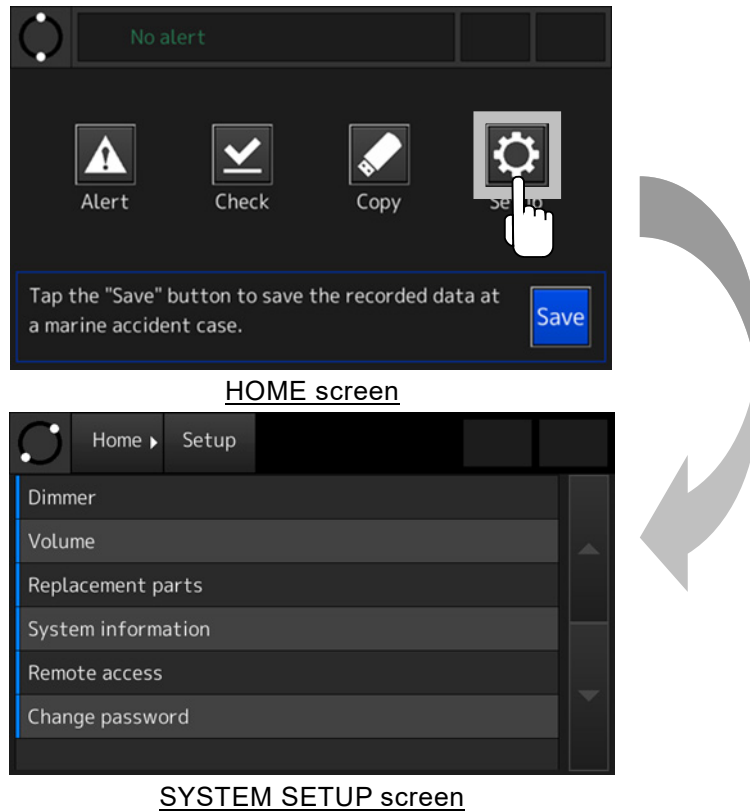 No alert
Alert Check Copy Setup
Tap the "Save" button to save the recorded data at
a marine accident case.
Save
HOME screen
Home Setup
Dimmer
Volume
Replacement parts
System information
Remote access
Change password
SYSTEM SETUP screen